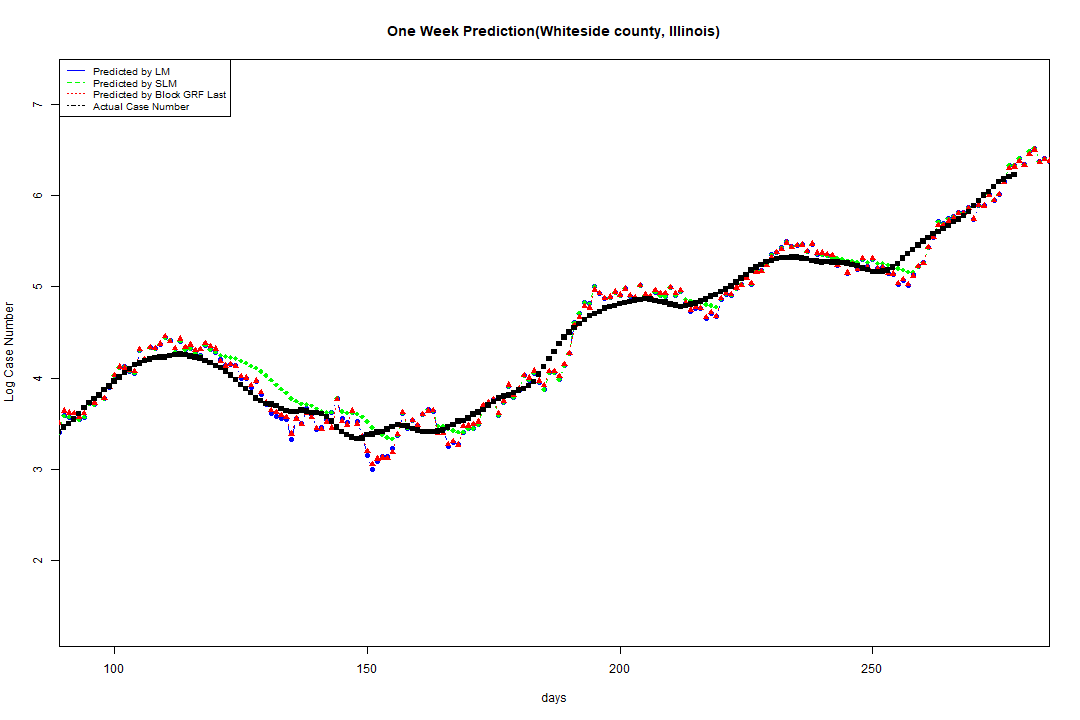 One Week Prediction(Whiteside county, Illinois)
Predicted by LM
Predicted by SLM
Predicted by Block GRF Last
Actual Case Number
Log Case Number
7
6
5
4
3
2
100 150 200 250
days